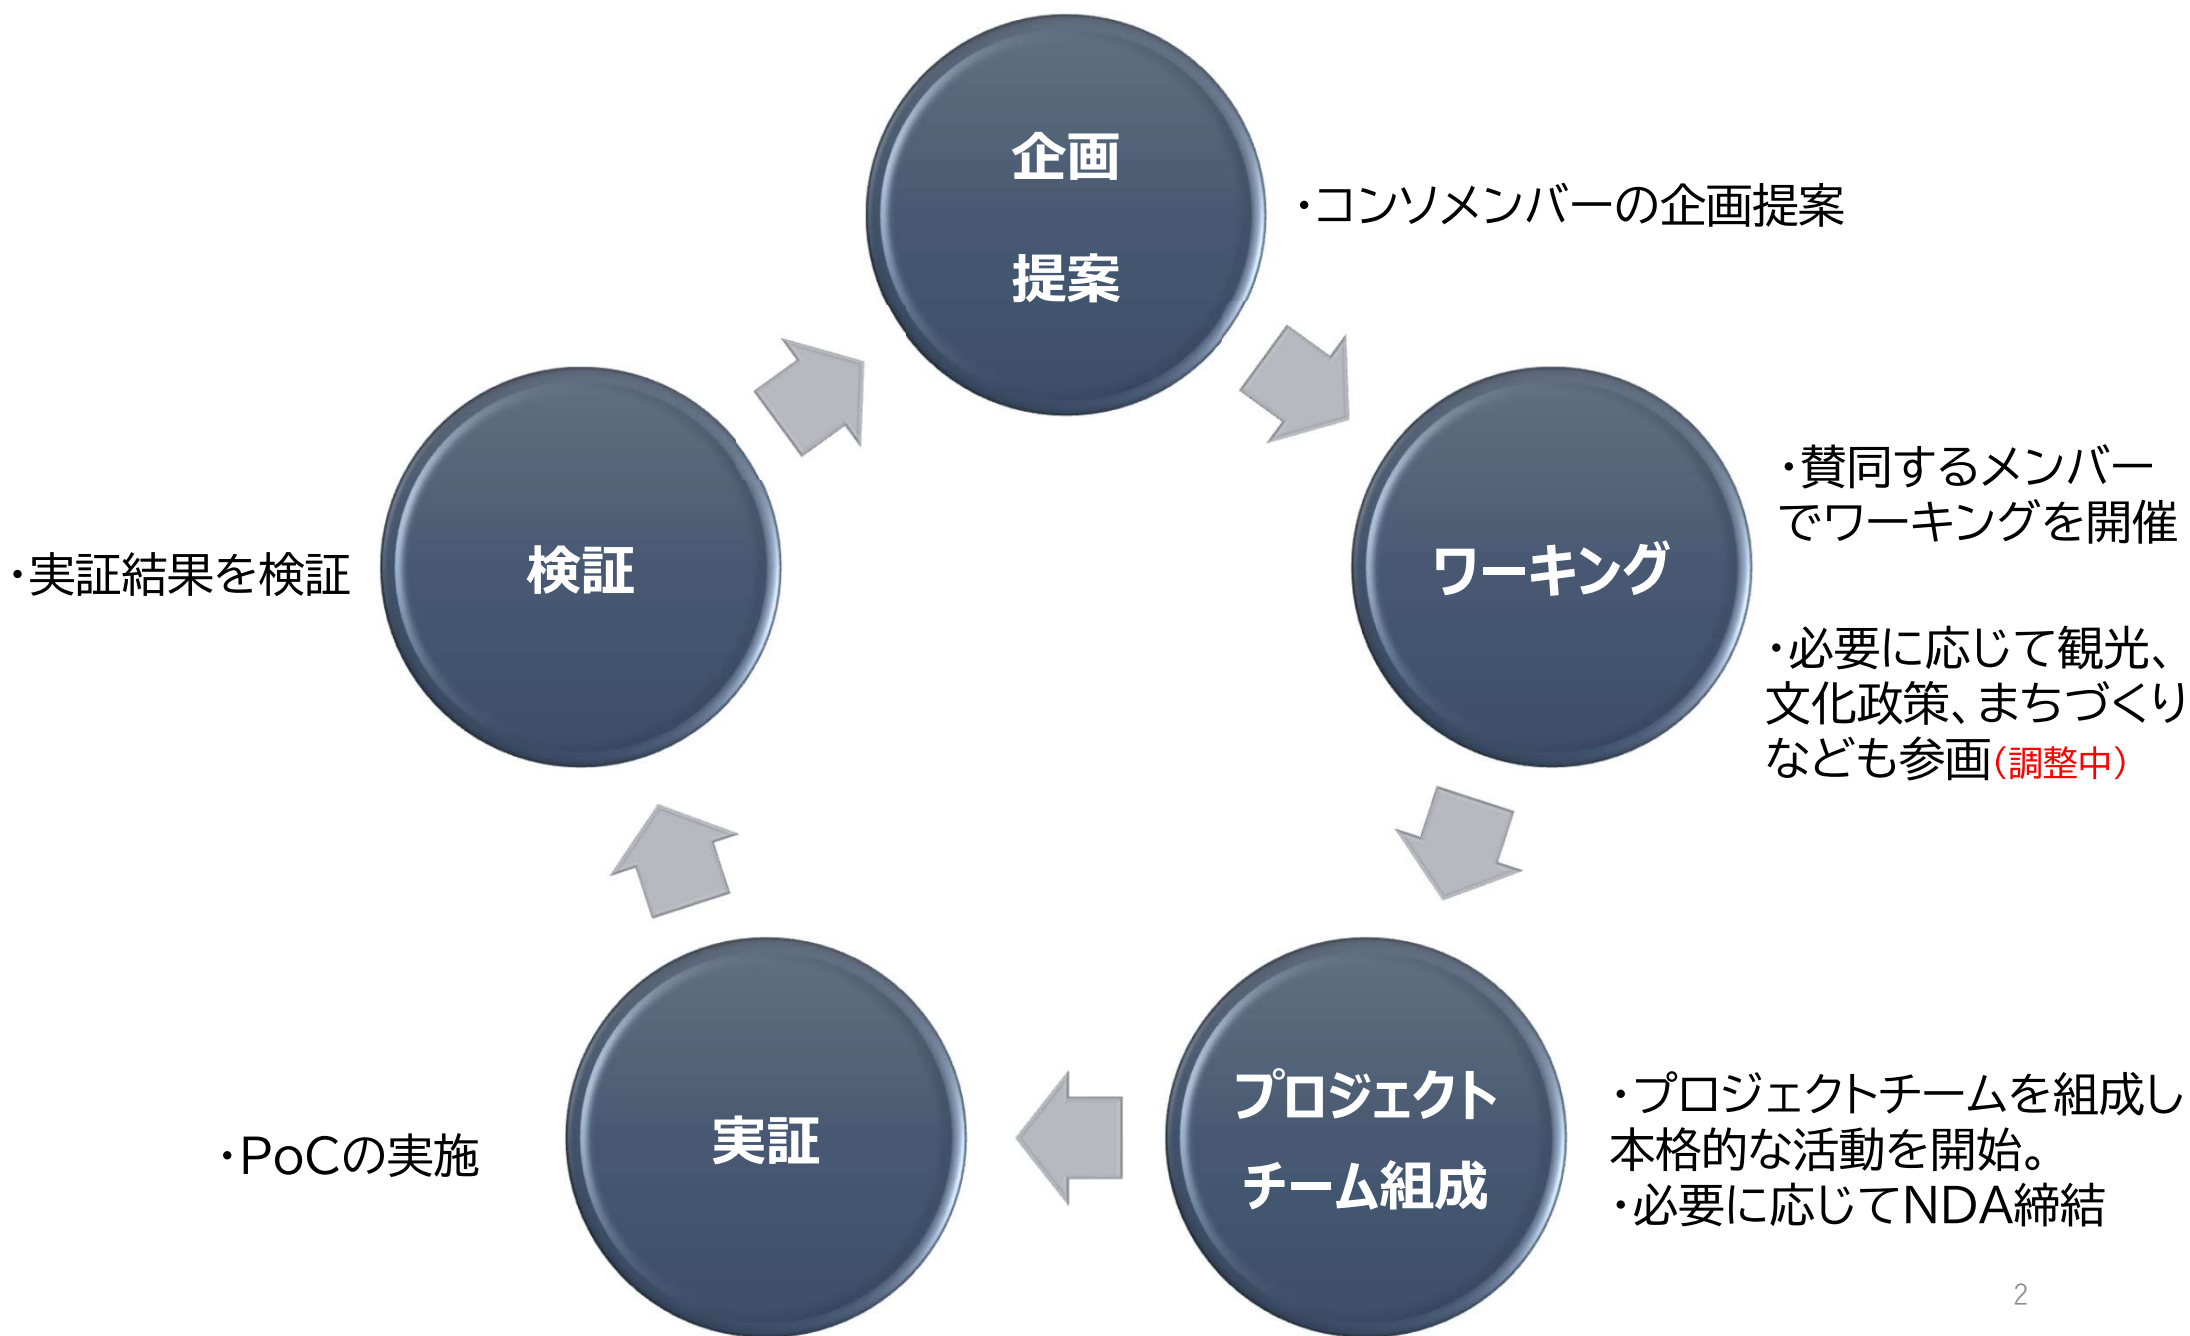 企画
提案
・コンソメンバーの企画提案
ワーキング
・賛同するメンバー
でワーキングを開催
・必要に応じて観光、
文化政策、まちづくり
なども参画(調整中)
プロジェクト
チーム組成
・プロジェクトチームを組成し
本格的な活動を開始。
・必要に応じてNDA締結
実証
・PoCの実施
検証
・実証結果を検証
2